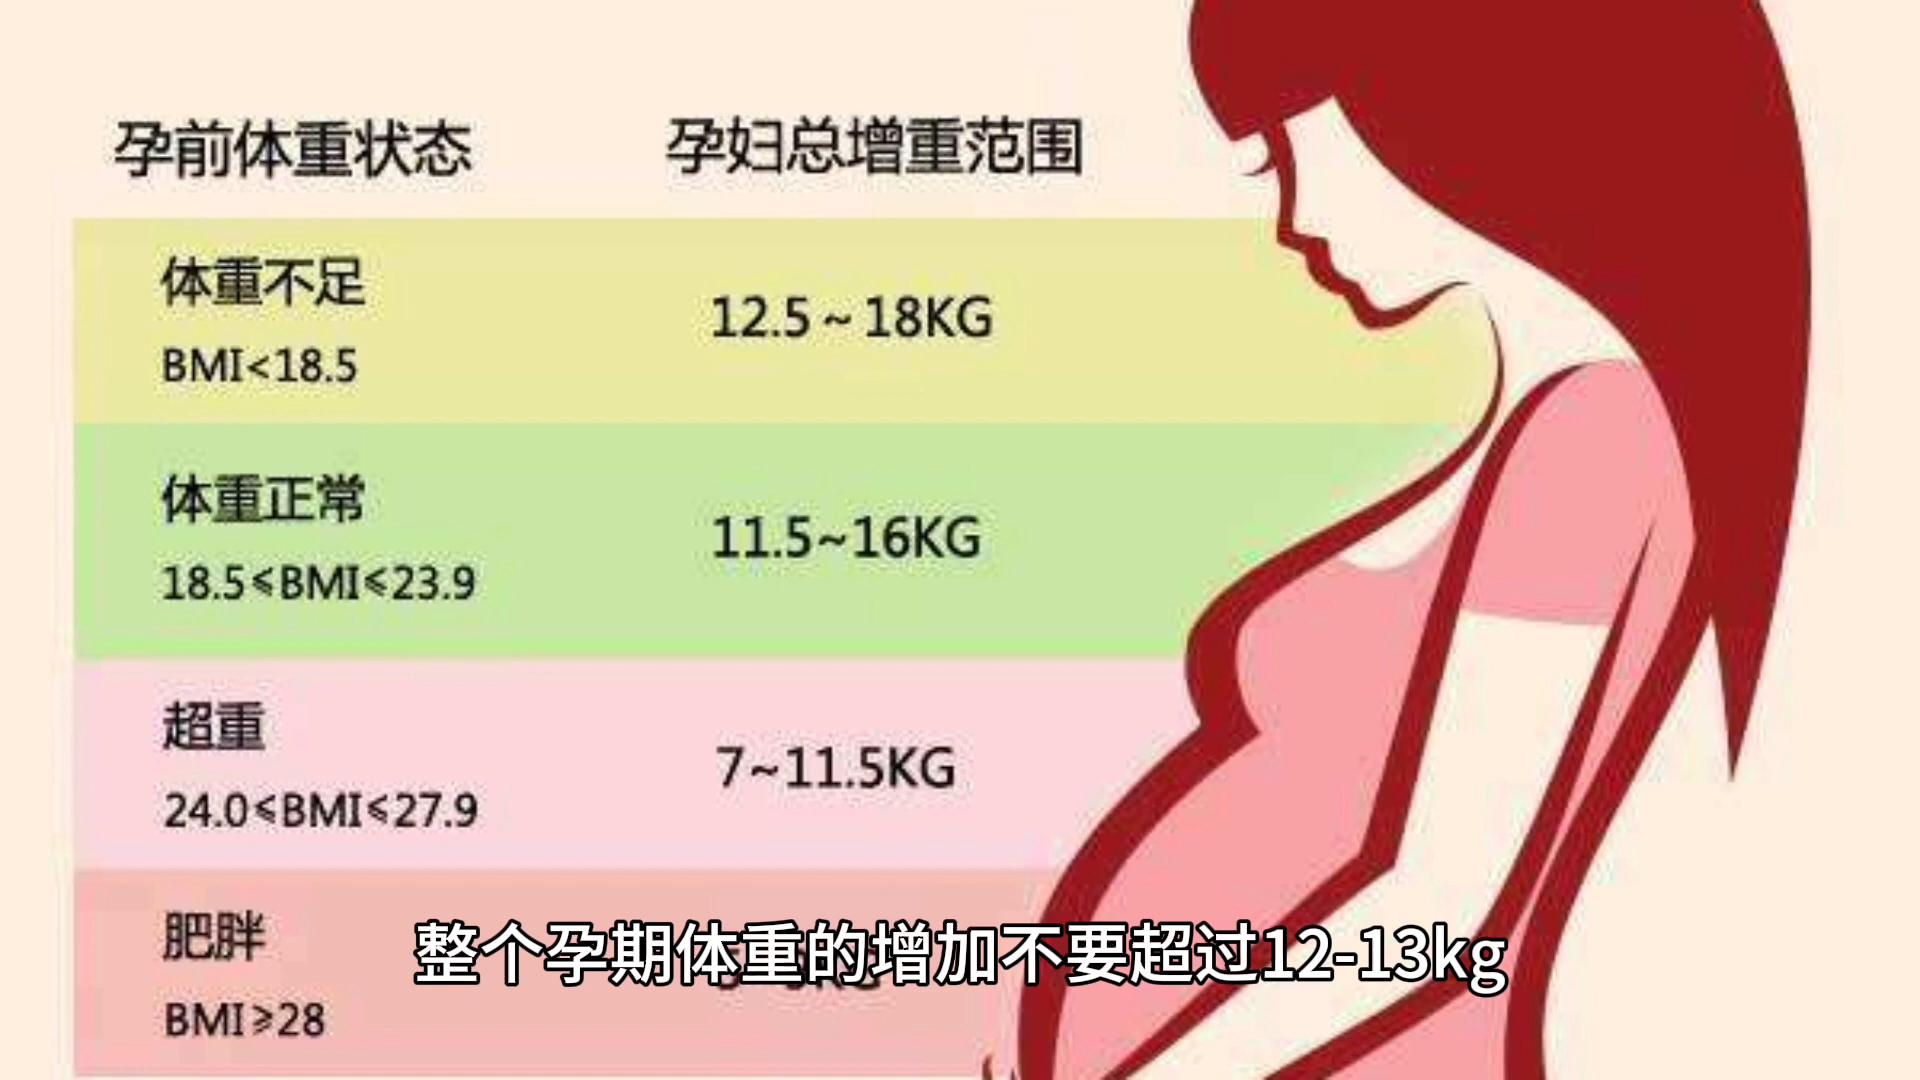 孕前体重状态 孕妇总增重范围
体重不足
BMI<18.5
12.5~18KG
体重正常
18.5≤BMI≤23.9
11.5~16KG
超重
24.0≤BMI≤27.9
7~11.5KG
肥胖
BMI≥28
整个孕期体重的增加不要超过12-13kg